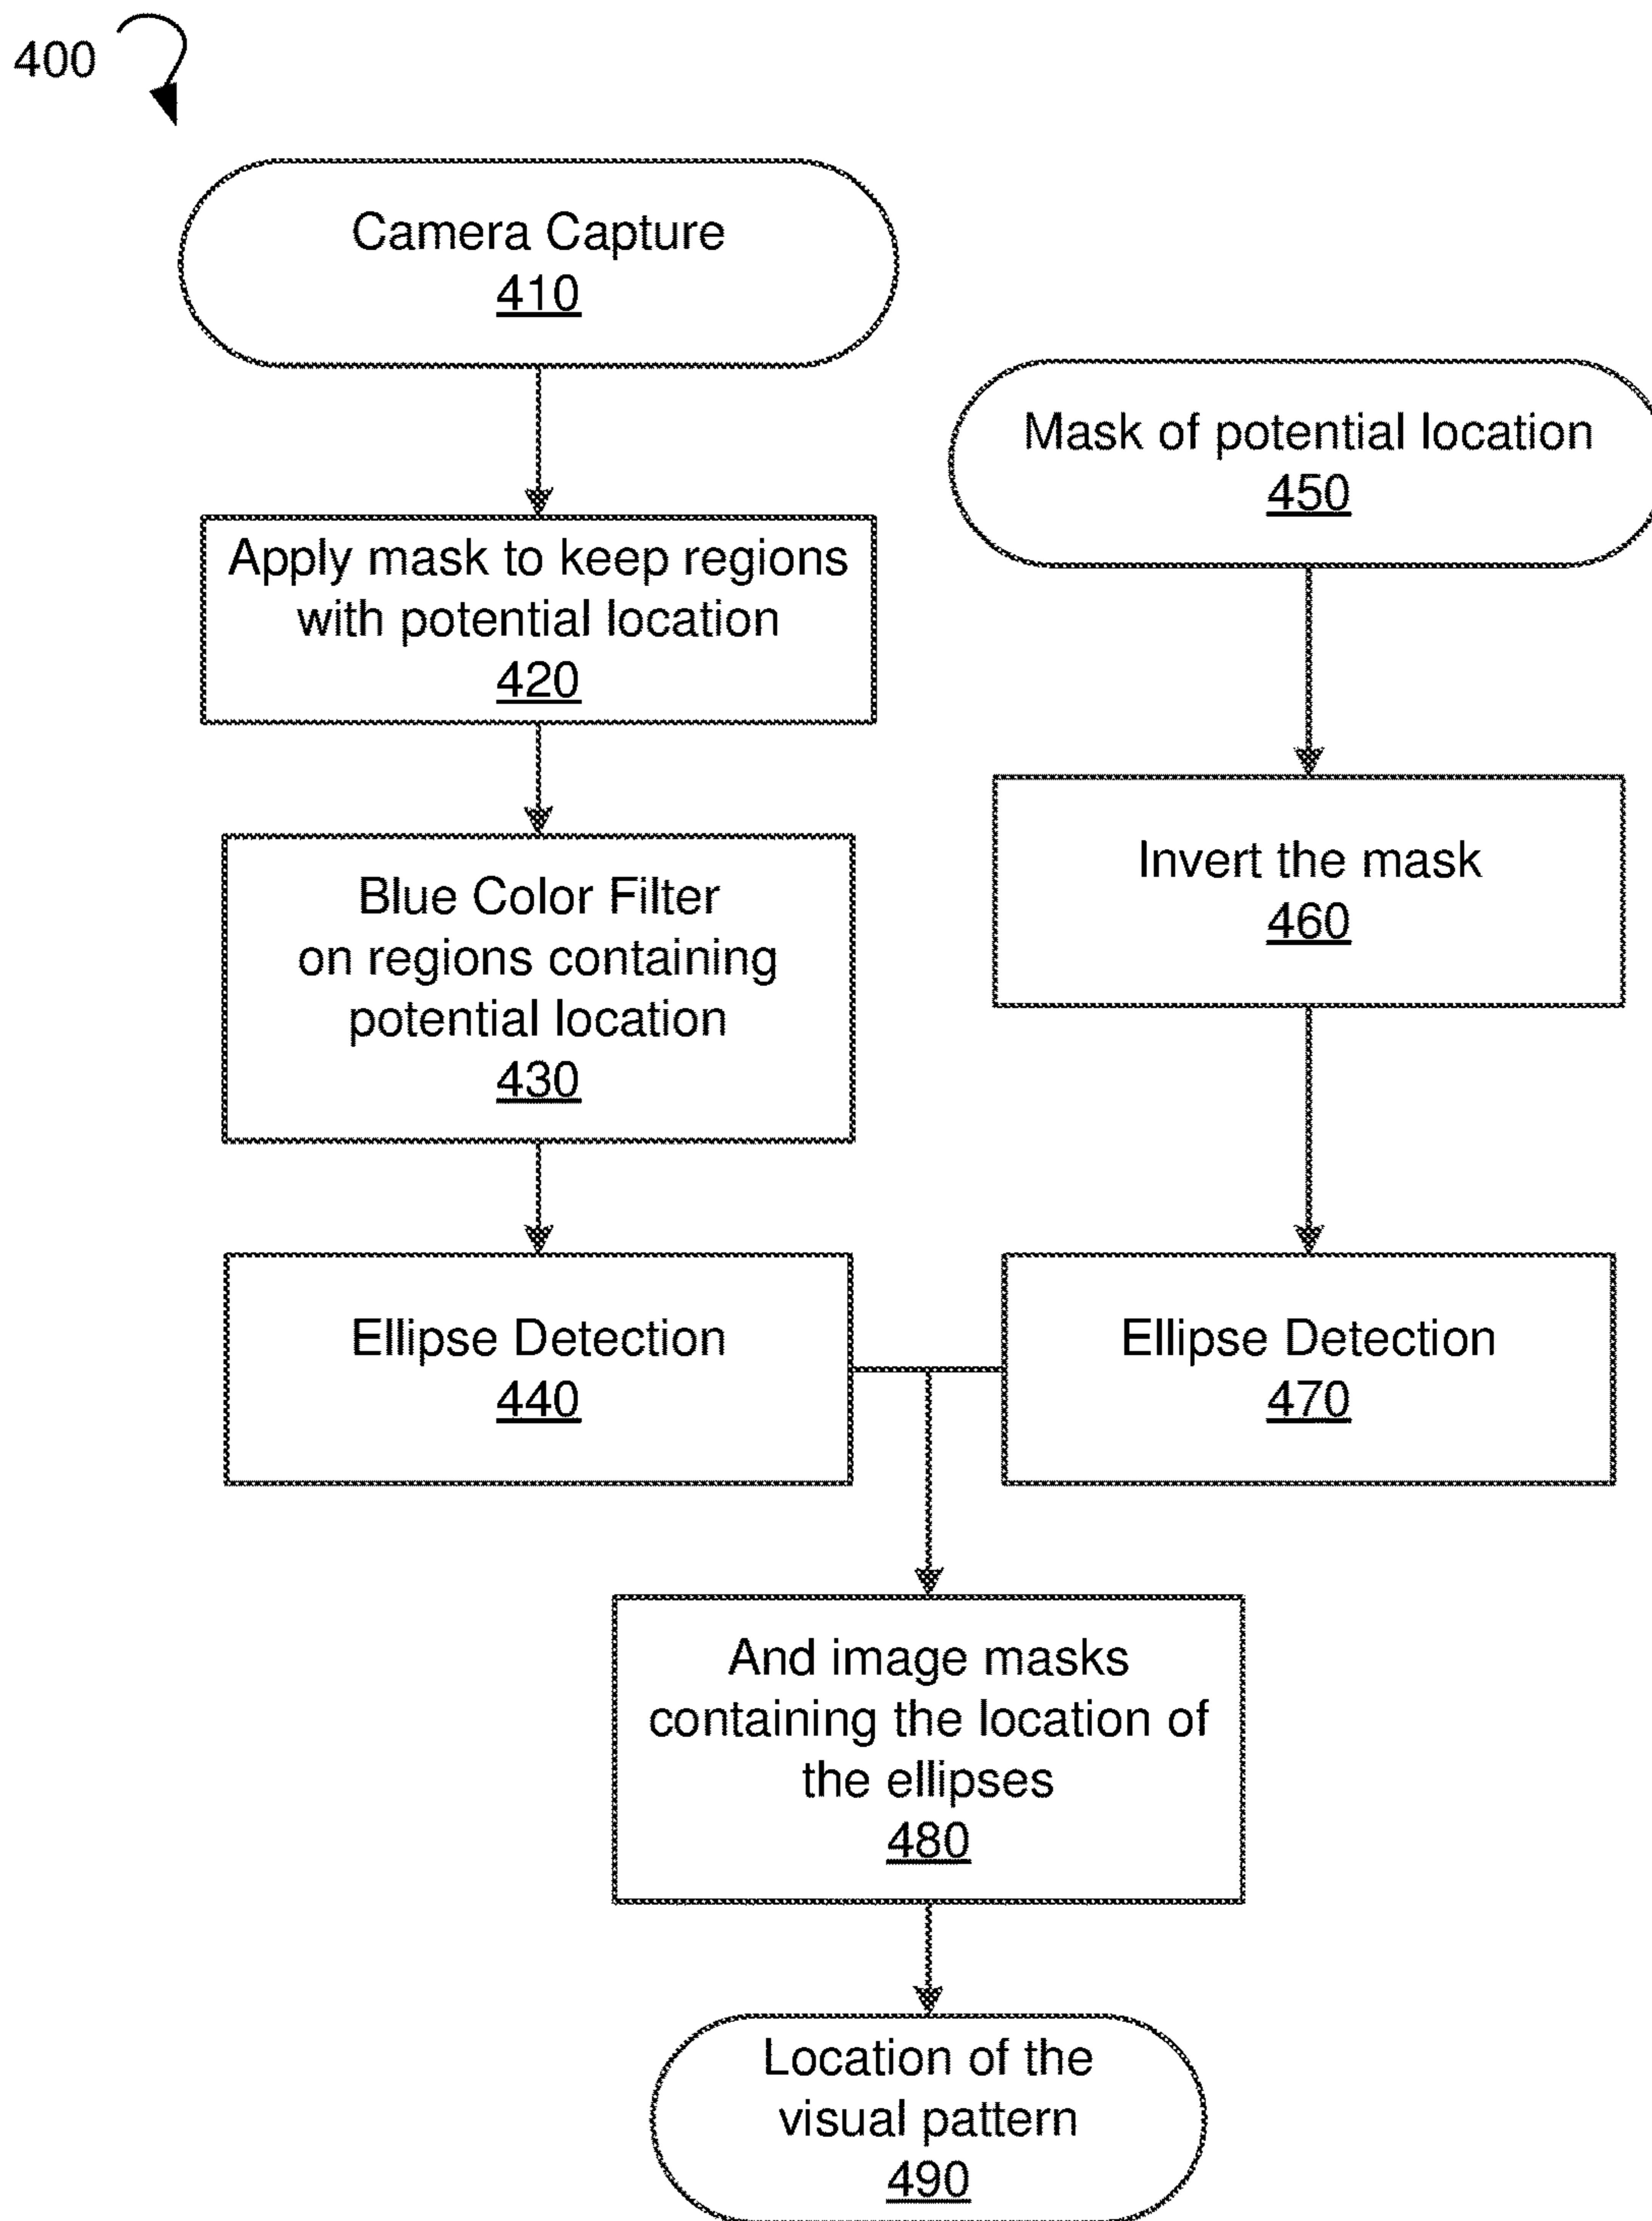 400
Camera Capture
410
Apply mask to keep regions
with potential location
420
Blue Color Filter
on regions containing
potential location
430
Ellipse Detection
440
Mask of potential location
450
Invert the mask
460
Ellipse Detection
470
And image masks
containing the location of
the ellipses
480
Location of the
visual pattern
490